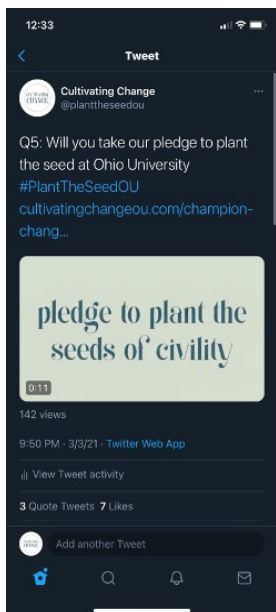 12:33
Tweet
Cultivating Change
@planttheseedou
Q5: Will you take our pledge to plant
the seed at Ohio University
#PlantTheSeedOU
cultivatingchangeou.com/champion-
chang...
pledge to plant the
seeds of civility
0:11
142 views
9:50 PM · 3/3/21 · Twitter Web App
View Tweet activity
3 Quote Tweets 7 Likes
Add another Tweet